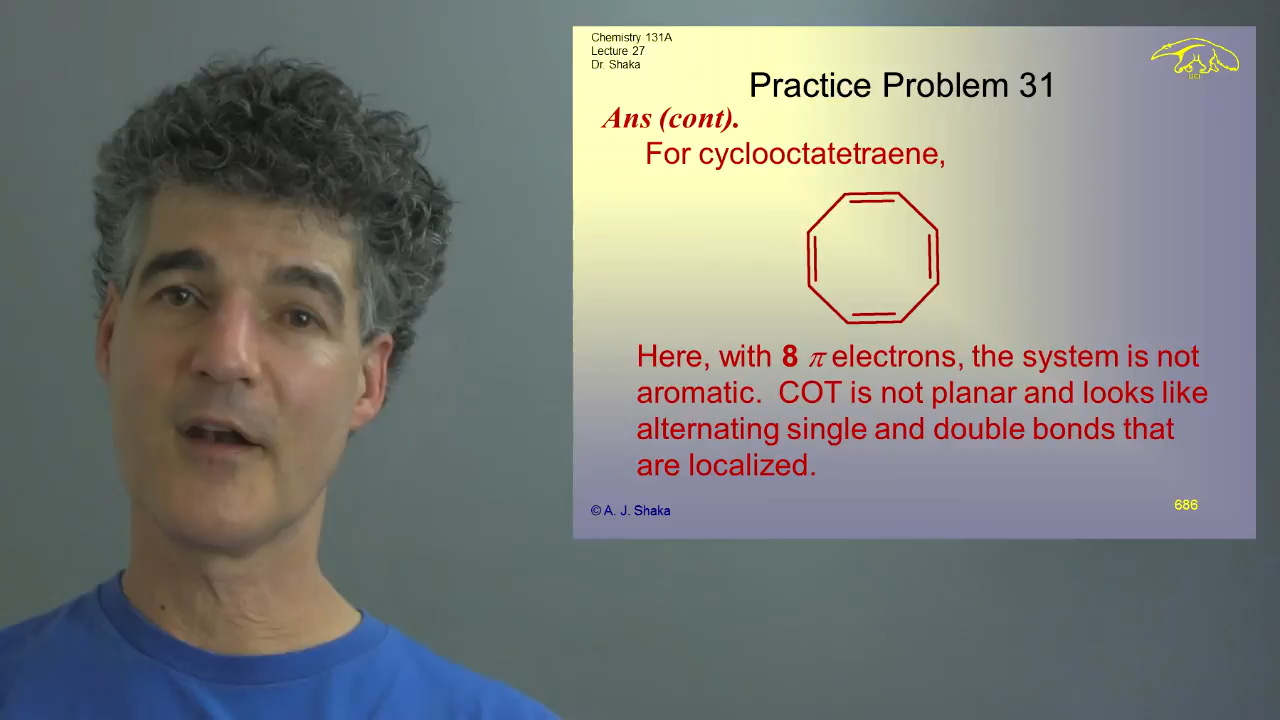 Chemistry 131A
Lecture 27
Dr. Shaka
Practice Problem 31
Ans (cont).
For cyclooctatetraene,
Here, with 8 π electrons, the system is not
aromatic. COT is not planar and looks like
alternating single and double bonds that
are localized.
© A. J. Shaka
686
UCI